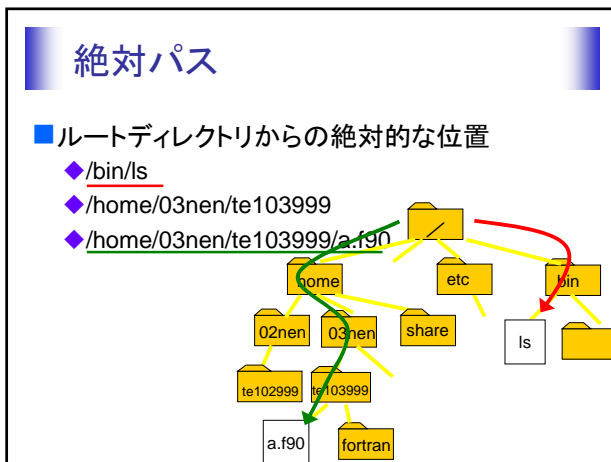 絶対パス
■ルートディレクトリからの絶対的な位置
◆/bin/ls
◆/home/03nen/te103999
◆/home/03nen/te103999/a.f90
/
home
etc
bin
02nen
03nen
share
ls
te102999
te103999
a.f90
fortran